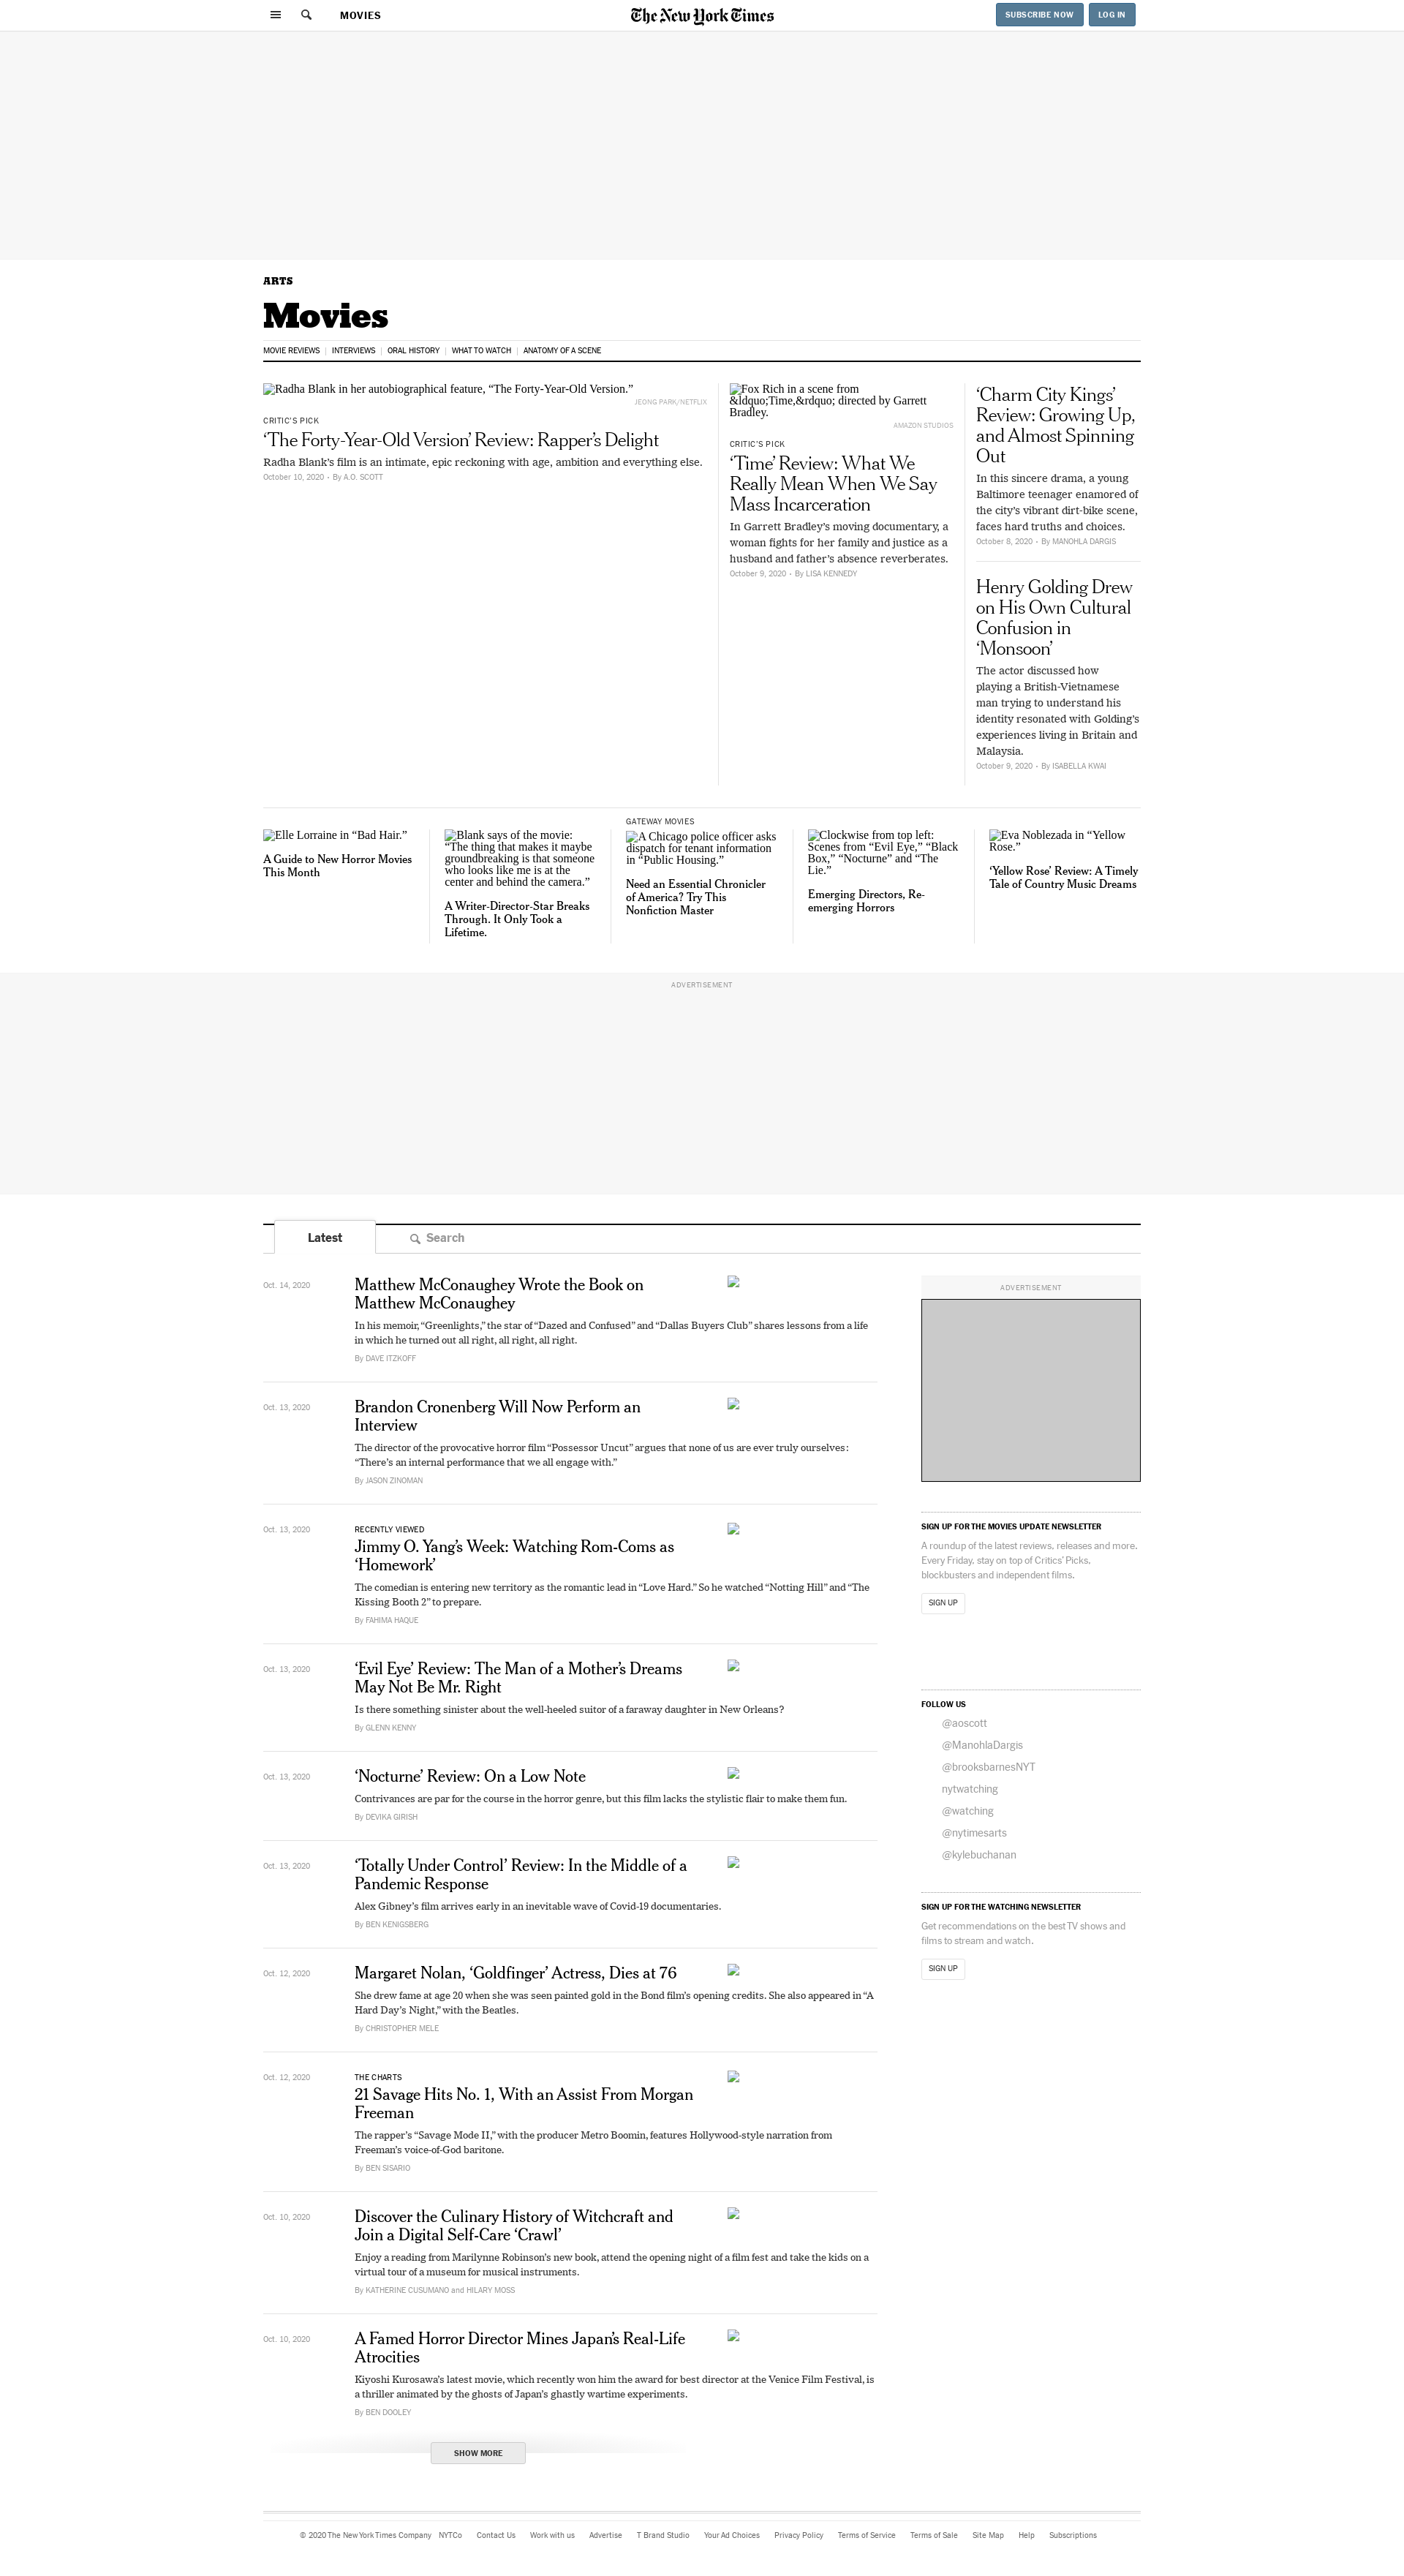 MOVIES
The New York Times
SUBSCRIBE NOW
LOG IN
ARTS
Movies
MOVIE REVIEWS
INTERVIEWS
ORAL HISTORY
WHAT TO WATCH
ANATOMY OF A SCENE
Radha Blank in her autobiographical feature, “The Forty-Year-Old Version.”
JEONG PARK/NETFLIX
CRITIC’S PICK
‘The Forty-Year-Old Version’ Review: Rapper’s Delight
Radha Blank’s film is an intimate, epic reckoning with age, ambition and everything else.
October 10, 2020 • By A.O. SCOTT
Fox Rich in a scene from
&ldquo;Time,&rdquo; directed by Garrett
Bradley.
AMAZON STUDIOS
CRITIC’S PICK
‘Time’ Review: What We
Really Mean When We Say
Mass Incarceration
In Garrett Bradley’s moving documentary, a
woman fights for her family and justice as a
husband and father’s absence reverberates.
October 9, 2020 • By LISA KENNEDY
‘Charm City Kings’
Review: Growing Up,
and Almost Spinning
Out
In this sincere drama, a young
Baltimore teenager enamored of
the city’s vibrant dirt-bike scene,
faces hard truths and choices.
October 8, 2020 • By MANOHLA DARGIS
Henry Golding Drew
on His Own Cultural
Confusion in
‘Monsoon’
The actor discussed how
playing a British-Vietnamese
man trying to understand his
identity resonated with Golding’s
experiences living in Britain and
Malaysia.
October 9, 2020 • By ISABELLA KWAI
Elle Lorraine in “Bad Hair.”
A Guide to New Horror Movies
This Month
Blank says of the movie:
“The thing that makes it maybe
groundbreaking is that someone
who looks like me is at the
center and behind the camera.”
A Writer-Director-Star Breaks
Through. It Only Took a
Lifetime.
GATEWAY MOVIES
A Chicago police officer asks
dispatch for tenant information
in “Public Housing.”
Need an Essential Chronicler
of America? Try This
Nonfiction Master
Clockwise from top left:
Scenes from “Evil Eye,” “Black
Box,” “Nocturne” and “The
Lie.”
Emerging Directors, Re-
emerging Horrors
Eva Noblezada in “Yellow
Rose.”
‘Yellow Rose’ Review: A Timely
Tale of Country Music Dreams
ADVERTISEMENT
Latest
Search
Oct. 14, 2020
Matthew McConaughey Wrote the Book on
Matthew McConaughey
In his memoir, “Greenlights,” the star of “Dazed and Confused” and “Dallas Buyers Club” shares lessons from a life
in which he turned out all right, all right, all right.
By DAVE ITZKOFF
Oct. 13, 2020
Brandon Cronenberg Will Now Perform an
Interview
The director of the provocative horror film “Possessor Uncut” argues that none of us are ever truly ourselves:
“There’s an internal performance that we all engage with.”
By JASON ZINOMAN
Oct. 13, 2020
RECENTLY VIEWED
Jimmy O. Yang’s Week: Watching Rom-Coms as
‘Homework’
The comedian is entering new territory as the romantic lead in “Love Hard.” So he watched “Notting Hill” and “The
Kissing Booth 2” to prepare.
By FAHIMA HAQUE
Oct. 13, 2020
‘Evil Eye’ Review: The Man of a Mother’s Dreams
May Not Be Mr. Right
Is there something sinister about the well-heeled suitor of a faraway daughter in New Orleans?
By GLENN KENNY
Oct. 13, 2020
‘Nocturne’ Review: On a Low Note
Contrivances are par for the course in the horror genre, but this film lacks the stylistic flair to make them fun.
By DEVIKA GIRISH
Oct. 13, 2020
‘Totally Under Control’ Review: In the Middle of a
Pandemic Response
Alex Gibney’s film arrives early in an inevitable wave of Covid-19 documentaries.
By BEN KENIGSBERG
Oct. 12, 2020
Margaret Nolan, ‘Goldfinger’ Actress, Dies at 76
She drew fame at age 20 when she was seen painted gold in the Bond film’s opening credits. She also appeared in “A
Hard Day’s Night,” with the Beatles.
By CHRISTOPHER MELE
Oct. 12, 2020
THE CHARTS
21 Savage Hits No. 1, With an Assist From Morgan
Freeman
The rapper’s “Savage Mode II,” with the producer Metro Boomin, features Hollywood-style narration from
Freeman’s voice-of-God baritone.
By BEN SISARIO
Oct. 10, 2020
Discover the Culinary History of Witchcraft and
Join a Digital Self-Care ‘Crawl’
Enjoy a reading from Marilynne Robinson’s new book, attend the opening night of a film fest and take the kids on a
virtual tour of a museum for musical instruments.
By KATHERINE CUSUMANO and HILARY MOSS
Oct. 10, 2020
A Famed Horror Director Mines Japan’s Real-Life
Atrocities
Kiyoshi Kurosawa’s latest movie, which recently won him the award for best director at the Venice Film Festival, is
a thriller animated by the ghosts of Japan’s ghastly wartime experiments.
By BEN DOOLEY
SHOW MORE
ADVERTISEMENT
SIGN UP FOR THE MOVIES UPDATE NEWSLETTER
A roundup of the latest reviews, releases and more.
Every Friday, stay on top of Critics’ Picks,
blockbusters and independent films.
SIGN UP
FOLLOW US
@aoscott
@ManohlaDargis
@brooksbarnesNYT
nytwatching
@watching
@nytimesarts
@kylebuchanan
SIGN UP FOR THE WATCHING NEWSLETTER
Get recommendations on the best TV shows and
films to stream and watch.
SIGN UP
© 2020 The New York Times Company NYTCo Contact Us Work with us Advertise T Brand Studio Your Ad Choices Privacy Policy Terms of Service Terms of Sale Site Map Help Subscriptions